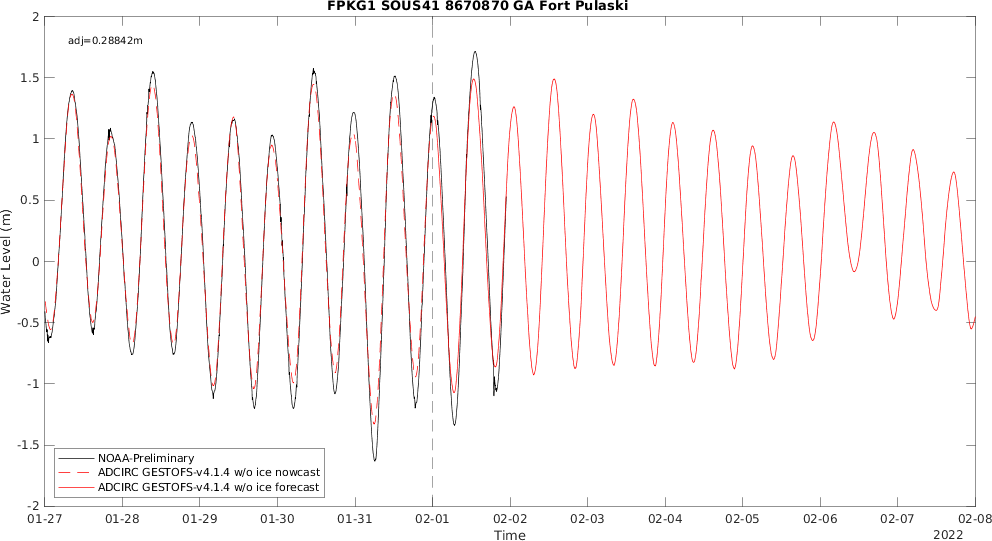 FPKG1 SOUS41 8670870 GA Fort Pulaski
adj=0.28842m
2
1.5
1
0.5
0
-0.5
-1
-1.5
-2
Water Level (m)
NOAA-Preliminary
ADCIRC GESTOFS-v4.1.4 w/o ice nowcast
ADCIRC GESTOFS-v4.1.4 w/o ice forecast
01-27 01-28 01-29 01-30 01-31 02-01 02-02 02-03 02-04 02-05 02-06 02-07 02-08
Time
2022